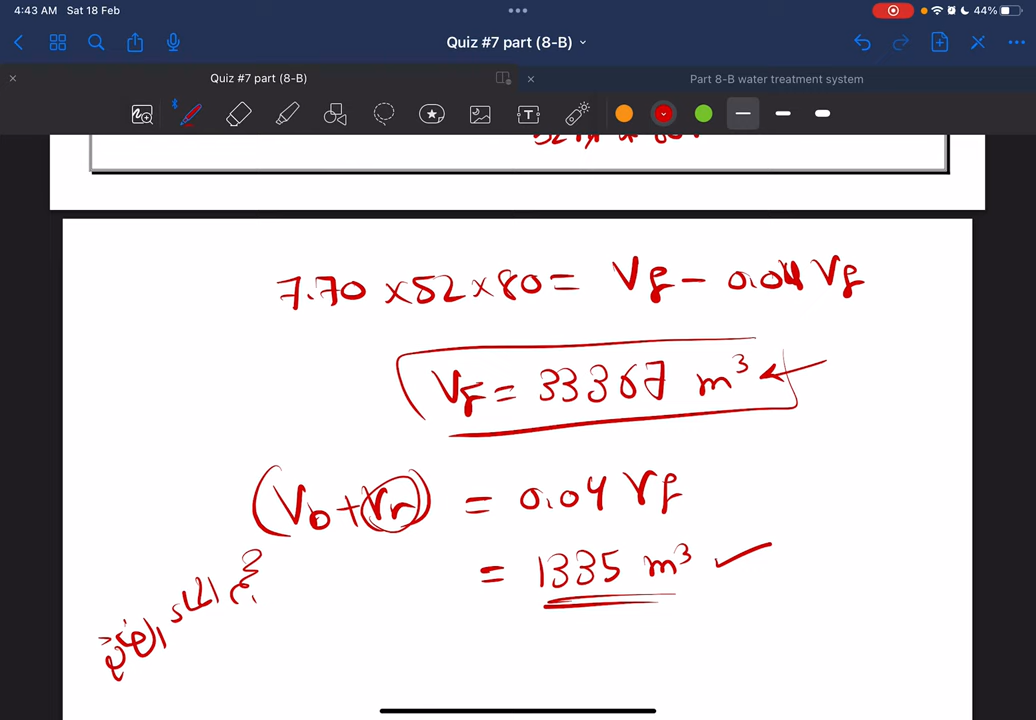 4:43 AM Sat 18 Feb
44%
Quiz #7 part (8-B)
Quiz #7 part (8-B)
Part 8-B water treatment system
T
7.70 ×52×80 = Vf - 0.04 Vf
Vf = 33367 m³
(Vb+Vr) = 0.04 Vf
= 1335 m³